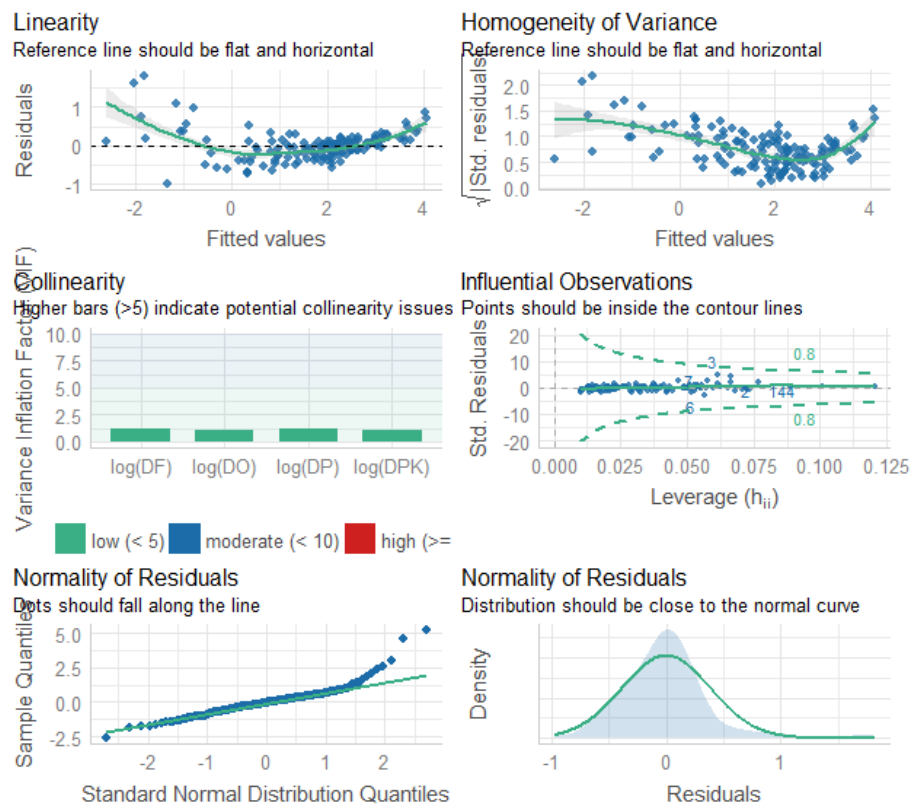 Linearity
Reference line should be flat and horizontal
Residuals
1
0
-1
-2
0
2
4
Fitted values
Homogeneity of Variance
Reference line should be flat and horizontal
√|Std. residuals|
2.0
1.5
1.0
0.5
0.0
-2
0
2
4
Fitted values
Collinearity
Higher bars (>5) indicate potential collinearity issues
Variance Inflation Factor (VIF)
10.0
7.5
5.0
2.5
0.0
log(DF)
log(DO)
log(DP)
log(DPK)
low (< 5)
moderate (< 10)
high (>=
Influential Observations
Points should be inside the contour lines
Std. Residuals
20
10
0
-10
-20
0.8
3
7
2
144
6
0.8
0.000
0.025
0.050
0.075
0.100
0.125
Leverage (hii)
Normality of Residuals
Dots should fall along the line
Sample Quantiles
5.0
2.5
0.0
-2.5
-2
-1
0
1
2
Standard Normal Distribution Quantiles
Normality of Residuals
Distribution should be close to the normal curve
Density
-1
0
1
Residuals